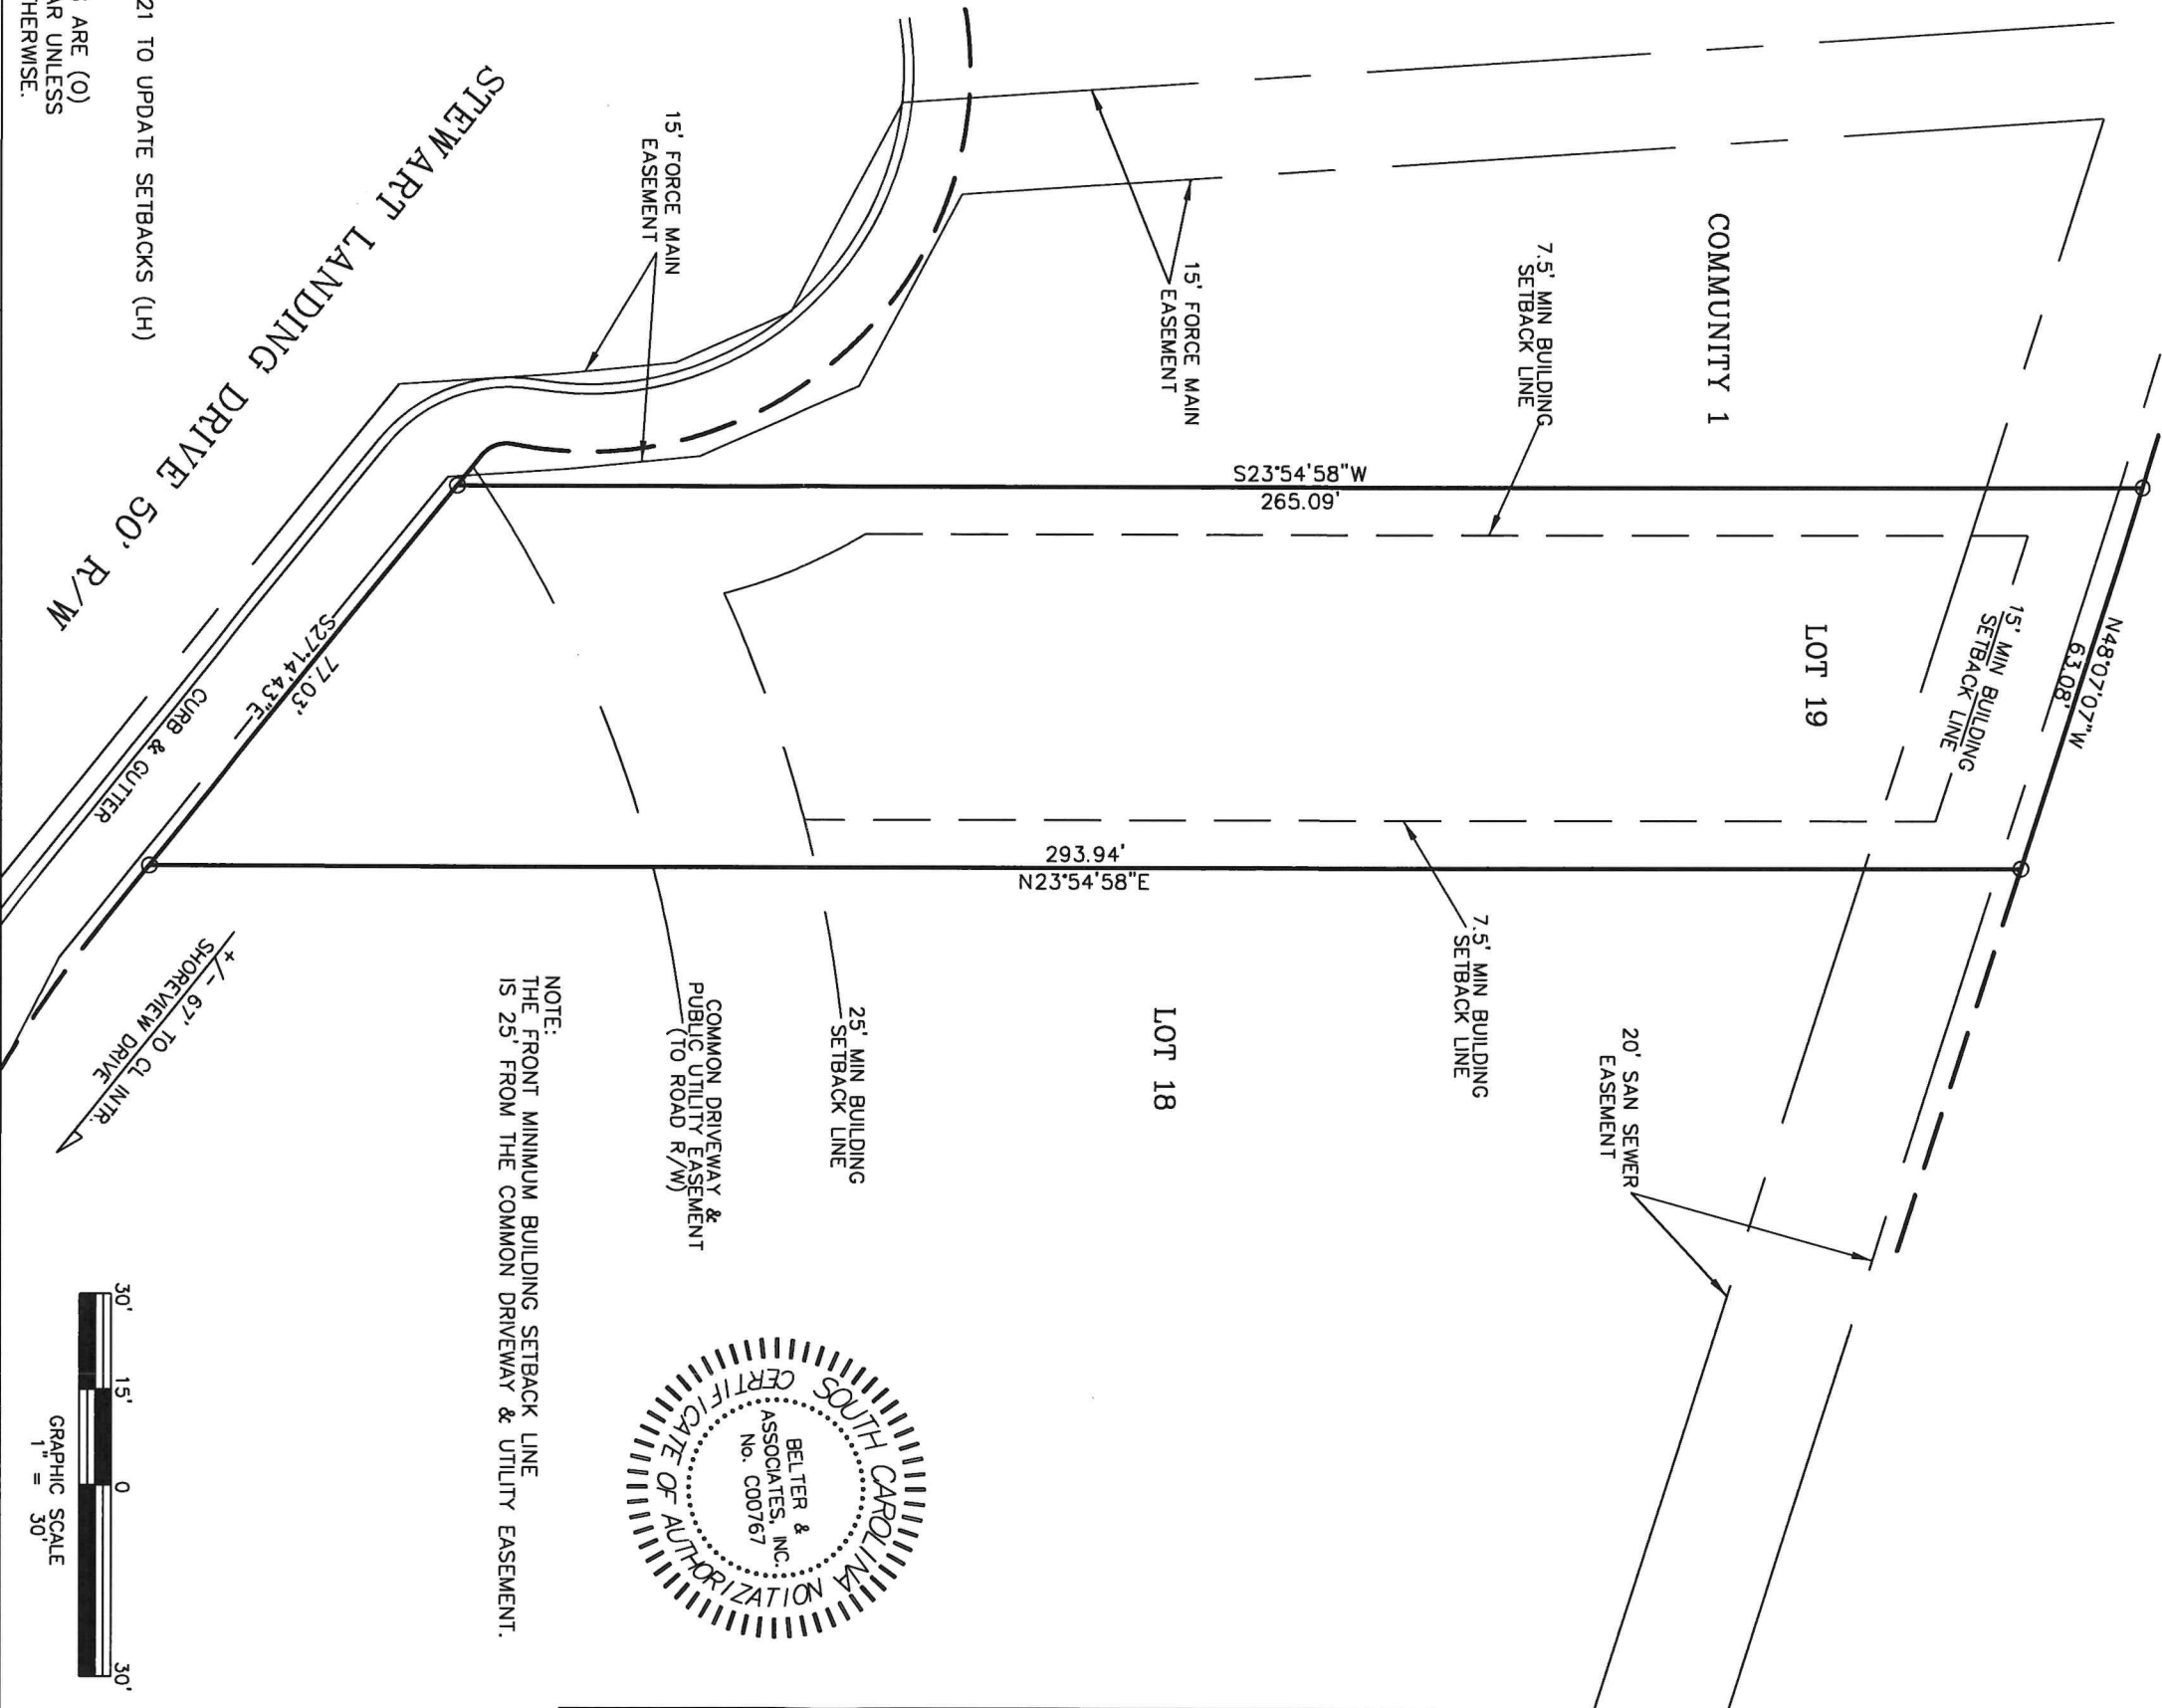 COMMUNITY 1
7.5' MIN BUILDING
SETBACK LINE
15' FORCE MAIN
EASEMENT
15' FORCE MAIN
EASEMENT
STEWART LANDING DRIVE 50' R/W
21 TO UPDATE SETBACKS (LH)
ARE (O)
UNLESS
S23°54'58"W
265.09'
N48°07'07"W
63.08'
15' MIN BUILDING
SETBACK LINE
LOT 19
77.03'
S27°14'43"E
CURB & GUTTER
293.94'
N23°54'58"E
20' SAN SEWER
EASEMENT
7.5' MIN BUILDING
SETBACK LINE
LOT 18
25' MIN BUILDING
SETBACK LINE
COMMON DRIVEWAY &
PUBLIC UTILITY EASEMENT
(TO ROAD R/W)
NOTE:
THE FRONT MINIMUM BUILDING SETBACK LINE
IS 25' FROM THE COMMON DRIVEWAY & UTILITY EASEMENT.
+/- 67' TO CL INTR.
SHOREVIEW DRIVE
SOUTH CAROLINA
CERTIFICATE OF AUTHORIZATION
BELTER &
ASSOCIATES, INC.
No. C00767
30' 15' 0 30'
GRAPHIC SCALE
1" = 30'